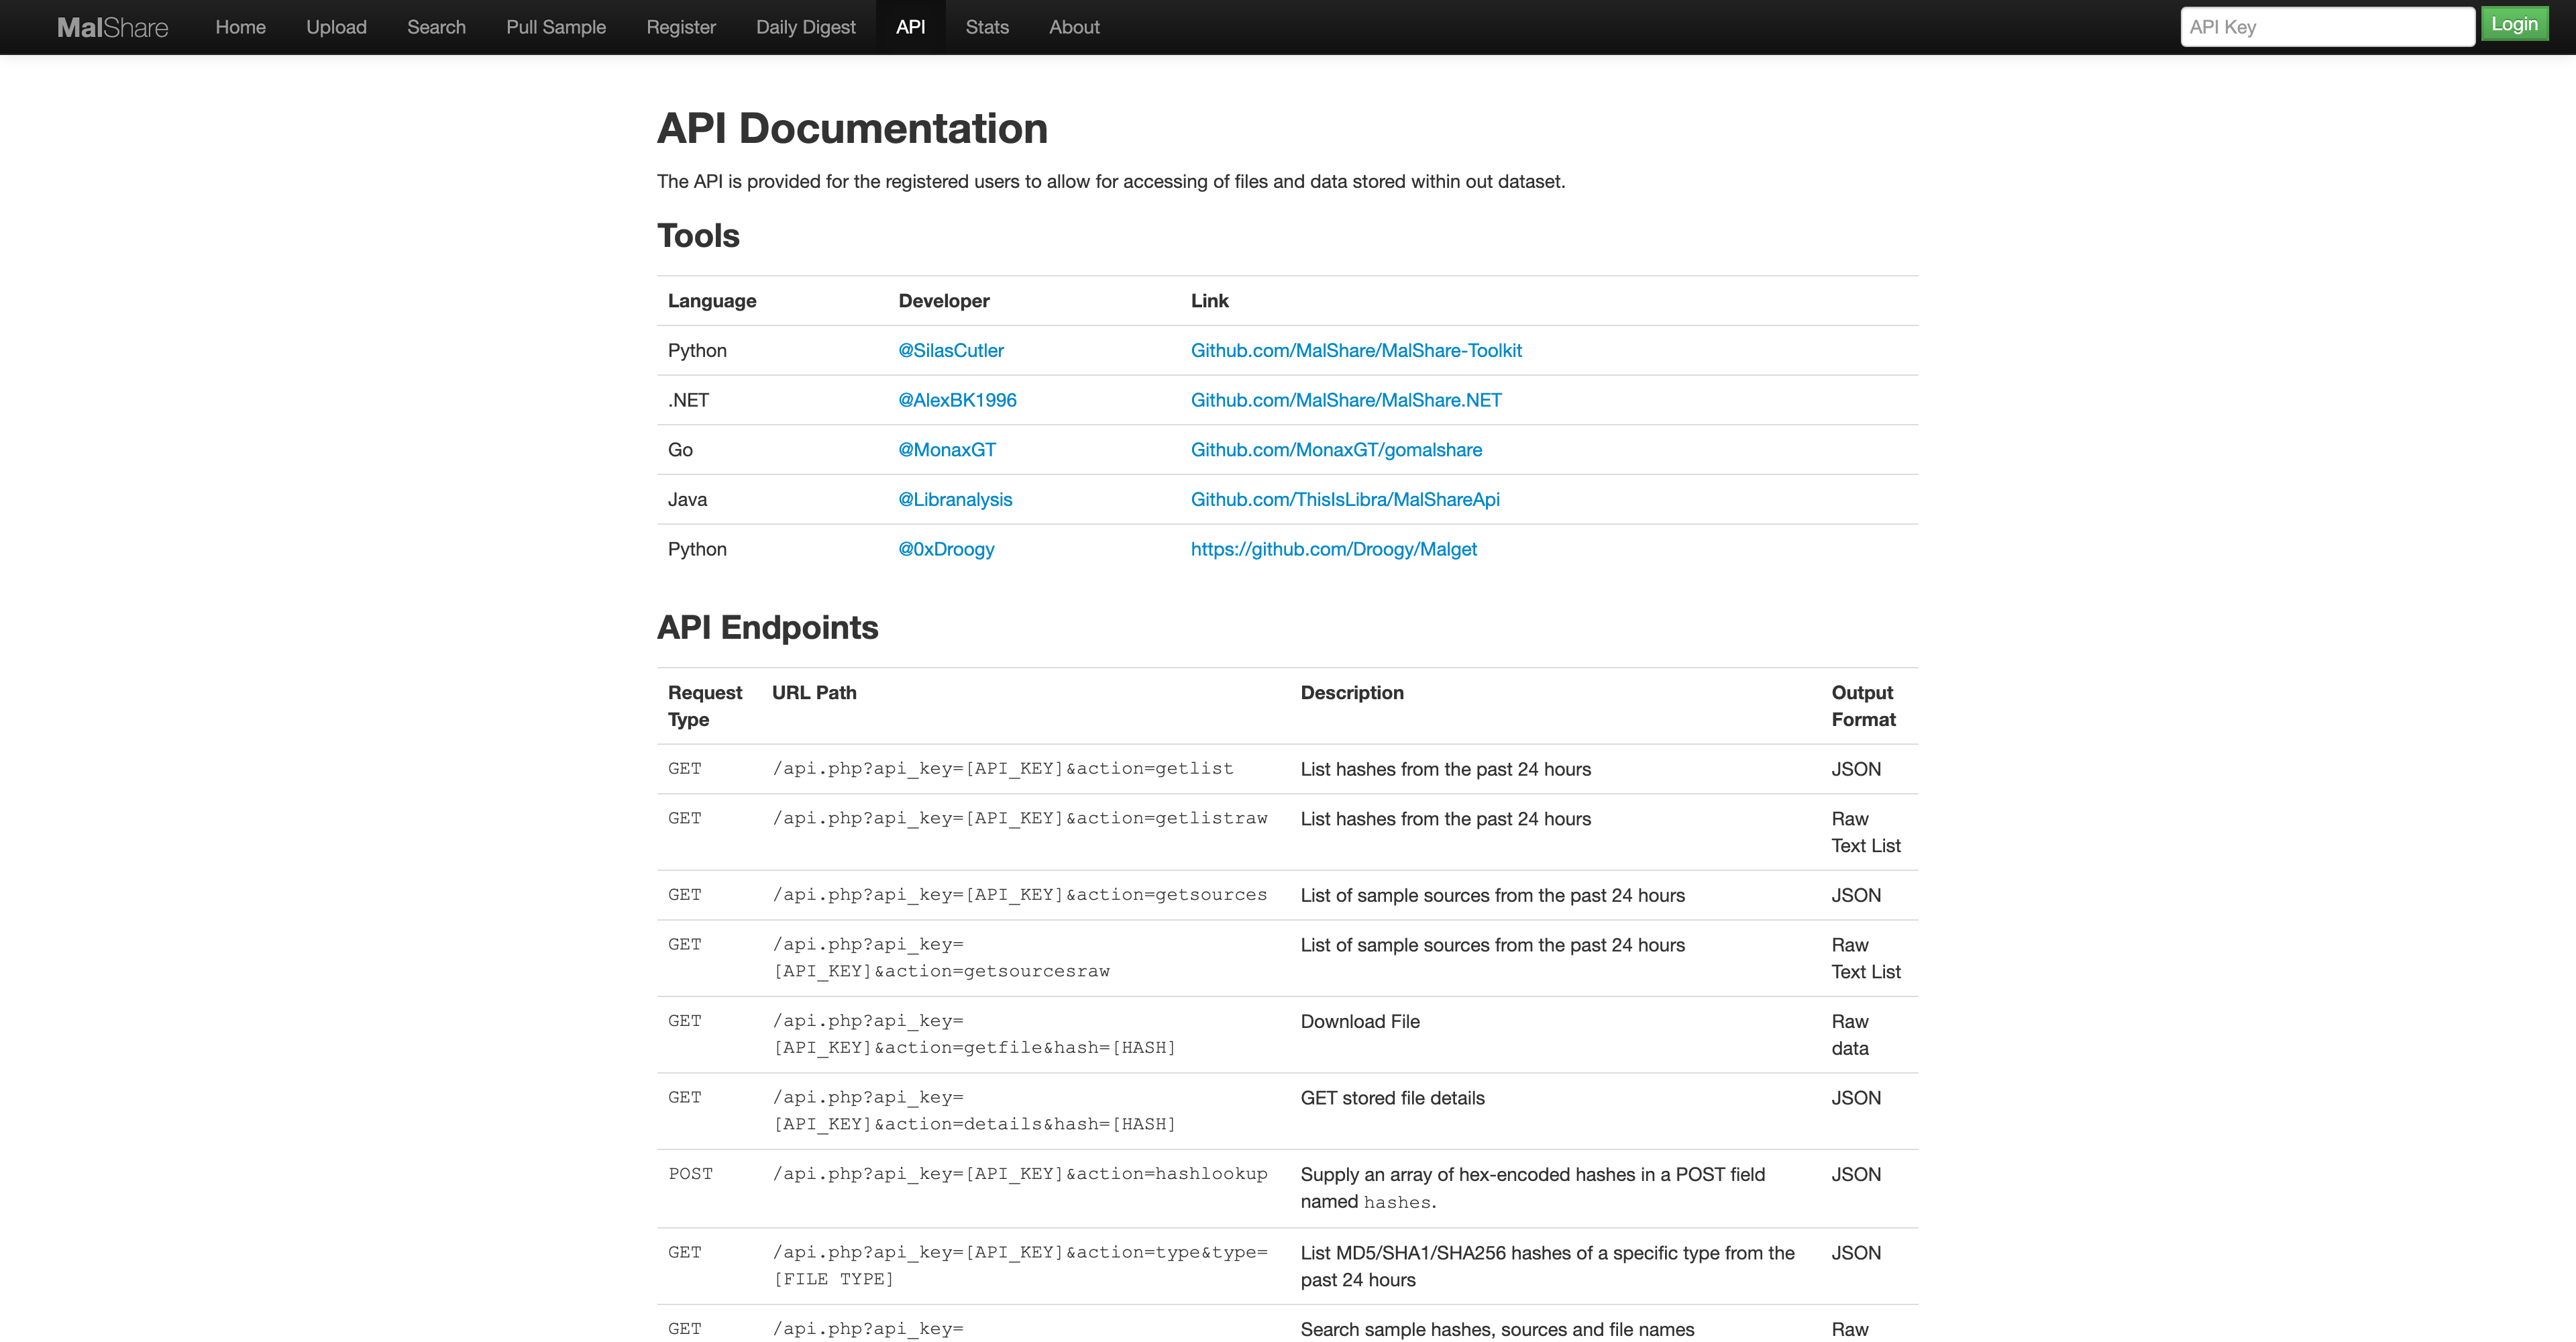 MalShare Home Upload Search Pull Sample Register Daily Digest API Stats About API Key Login
API Documentation
The API is provided for the registered users to allow for accessing of files and data stored within out dataset.
Tools
Language Developer Link
Python @SilasCutler Github.com/MalShare/MalShare-Toolkit
.NET @AlexBK1996 Github.com/MalShare/MalShare.NET
Go @MonaxGT Github.com/MonaxGT/gomalshare
Java @Libranalysis Github.com/ThisIsLibra/MalShareApi
Python @0xDroogy https://github.com/Droogy/Malget
API Endpoints
Request URL Path Description Output
Type Format
GET /api.php?api_key=[API_KEY]&action=getlist List hashes from the past 24 hours JSON
GET /api.php?api_key=[API_KEY]&action=getlistraw List hashes from the past 24 hours Raw
Text List
GET /api.php?api_key=[API_KEY]&action=getsources List of sample sources from the past 24 hours JSON
GET /api.php?api_key= List of sample sources from the past 24 hours Raw
[API_KEY]&action=getsourcesraw Text List
GET /api.php?api_key= Download File Raw
[API_KEY]&action=getfile&hash=[HASH] data
GET /api.php?api_key= GET stored file details JSON
[API_KEY]&action=details&hash=[HASH]
POST /api.php?api_key=[API_KEY]&action=hashlookup Supply an array of hex-encoded hashes in a POST field JSON
named hashes.
GET /api.php?api_key=[API_KEY]&action=type&type= List MD5/SHA1/SHA256 hashes of a specific type from the JSON
[FILE TYPE] past 24 hours
GET /api.php?api_key= Search sample hashes, sources and file names Raw